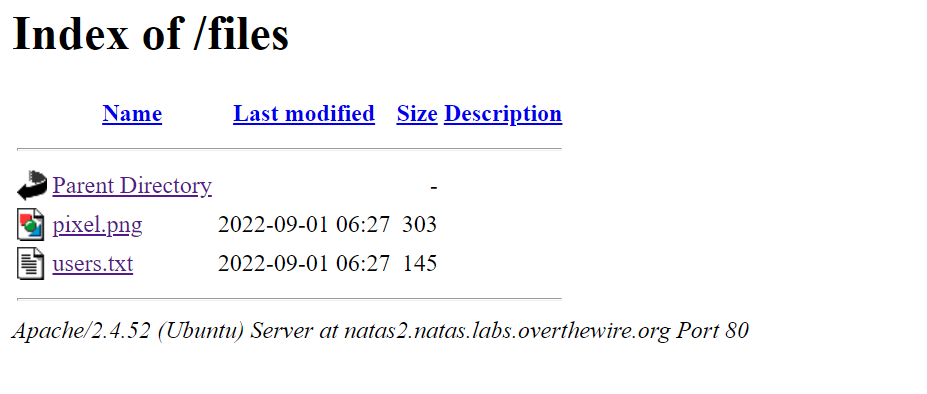 Index of /files
Name Last modified Size Description
Parent Directory -
pixel.png 2022-09-01 06:27 303
users.txt 2022-09-01 06:27 145
Apache/2.4.52 (Ubuntu) Server at natas2.natas.labs.overthewire.org Port 80